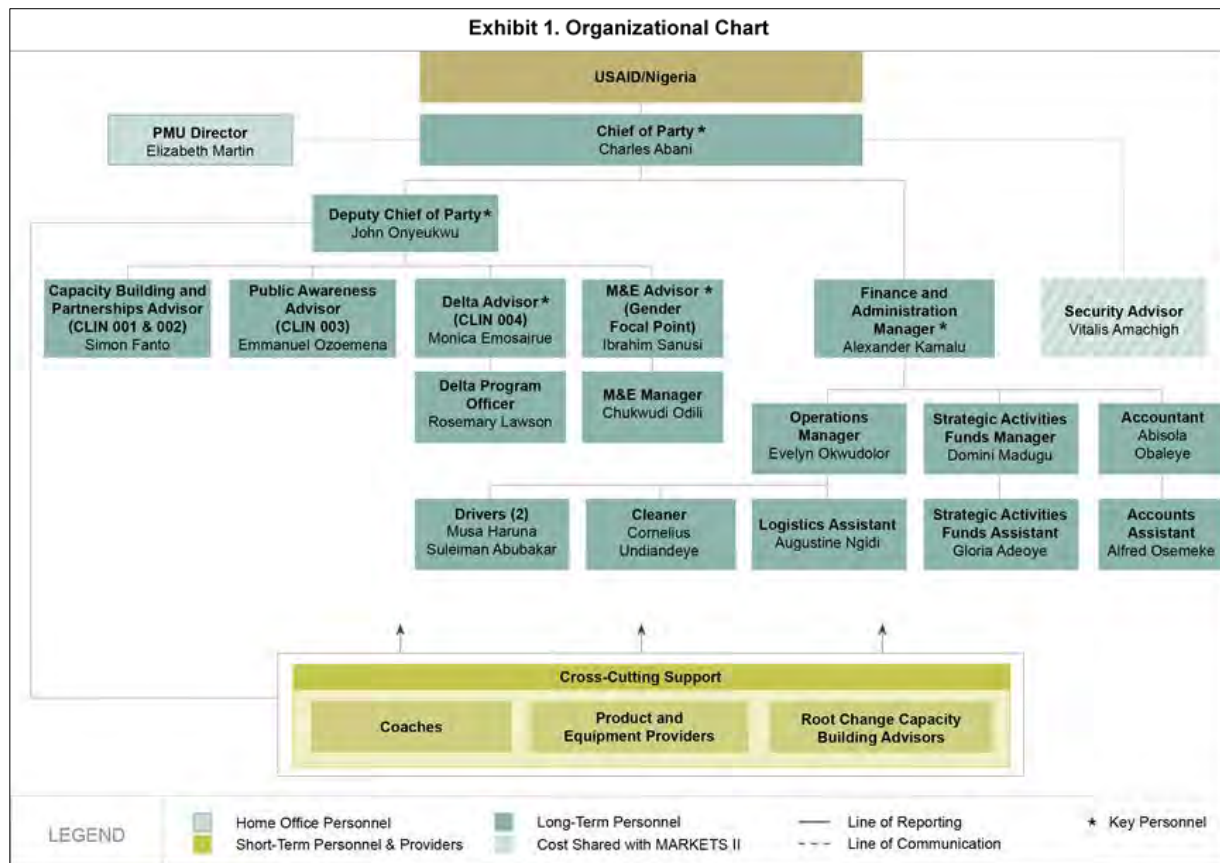 Exhibit 1. Organizational Chart
USAID/Nigeria
PMU Director
Elizabeth Martin
Chief of Party *
Charles Abani
Deputy Chief of Party *
John Onyeukwu
Capacity Building and
Partnerships Advisor
(CLIN 001 & 002)
Simon Fanto
Public Awareness
Advisor
(CLIN 003)
Emmanuel Ozoemena
Delta Advisor *
(CLIN 004)
Monica Emosairue
M&E Advisor *
(Gender
Focal Point)
Ibrahim Sanusi
Finance and
Administration
Manager *
Alexander Kamalu
Security Advisor
Vitalis Amachigh
Delta Program
Officer
Rosemary Lawson
M&E Manager
Chukwudi Odili
Operations
Manager
Evelyn Okwudolor
Strategic Activities
Funds Manager
Domini Madugu
Accountant
Abisola
Obaleye
Drivers (2)
Musa Haruna
Suleiman Abubakar
Cleaner
Cornelius
Undiandeye
Logistics Assistant
Augustine Ngidi
Strategic Activities
Funds Assistant
Gloria Adeoye
Accounts
Assistant
Alfred Osemeke
Cross-Cutting Support
Coaches
Product and
Equipment Providers
Root Change Capacity
Building Advisors
LEGEND
Home Office Personnel
Short-Term Personnel & Providers
Long-Term Personnel
Cost Shared with MARKETS II
Line of Reporting
Line of Communication
* Key Personnel